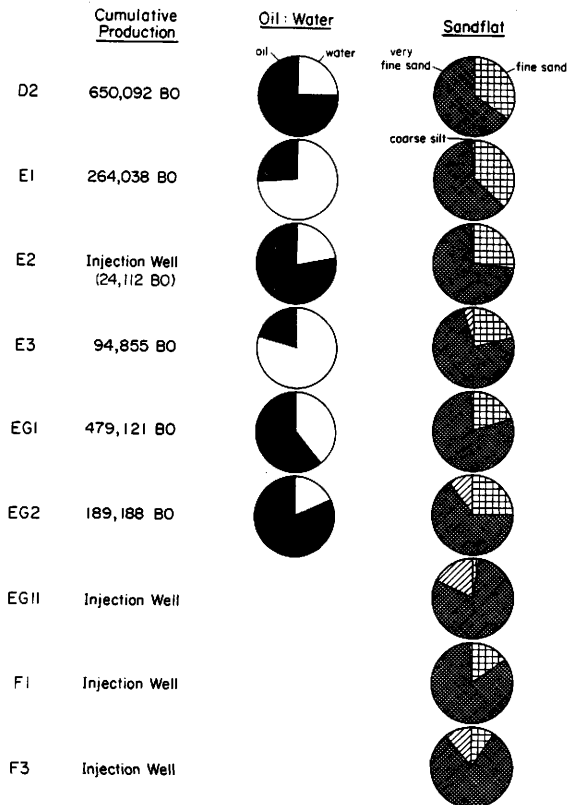 Cumulative
Production
Oil : Water
Sandflat
oil
water
very
fine sand
fine sand
D2
650,092 BO
coarse silt
E1
264,038 BO
E2
Injection Well
(24,112 BO)
E3
94,855 BO
EG1
479,121 BO
EG2
189,188 BO
EG11
Injection Well
F1
Injection Well
F3
Injection Well